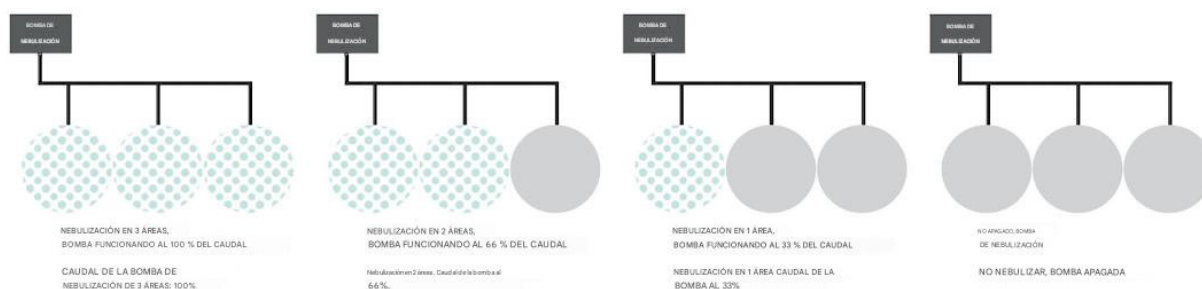 BOMBA DE
NEBULIZACIÓN
BOMBA DE
NEBULIZACIÓN
BOMBA DE
NEBULIZACIÓN
BOMBA DE
NEBULIZACIÓN
NEBULIZACIÓN EN 3 ÁREAS,
BOMBA FUNCIONANDO AL 100 % DEL CAUDAL
CAUDAL DE LA BOMBA DE
NEBULIZACIÓN DE 3 ÁREAS: 100%
NEBULIZACIÓN EN 2 ÁREAS,
BOMBA FUNCIONANDO AL 66 % DEL CAUDAL
Nebulización en 2 áreas. Caudal de la bomba al
66%.
NEBULIZACIÓN EN 1 ÁREA,
BOMBA FUNCIONANDO AL 33 % DEL CAUDAL
NEBULIZACIÓN EN 1 ÁREA CAUDAL DE LA
BOMBA AL 33%
NO APAGADO, BOMBA
DE NEBULIZACIÓN
NO NEBULIZAR, BOMBA APAGADA